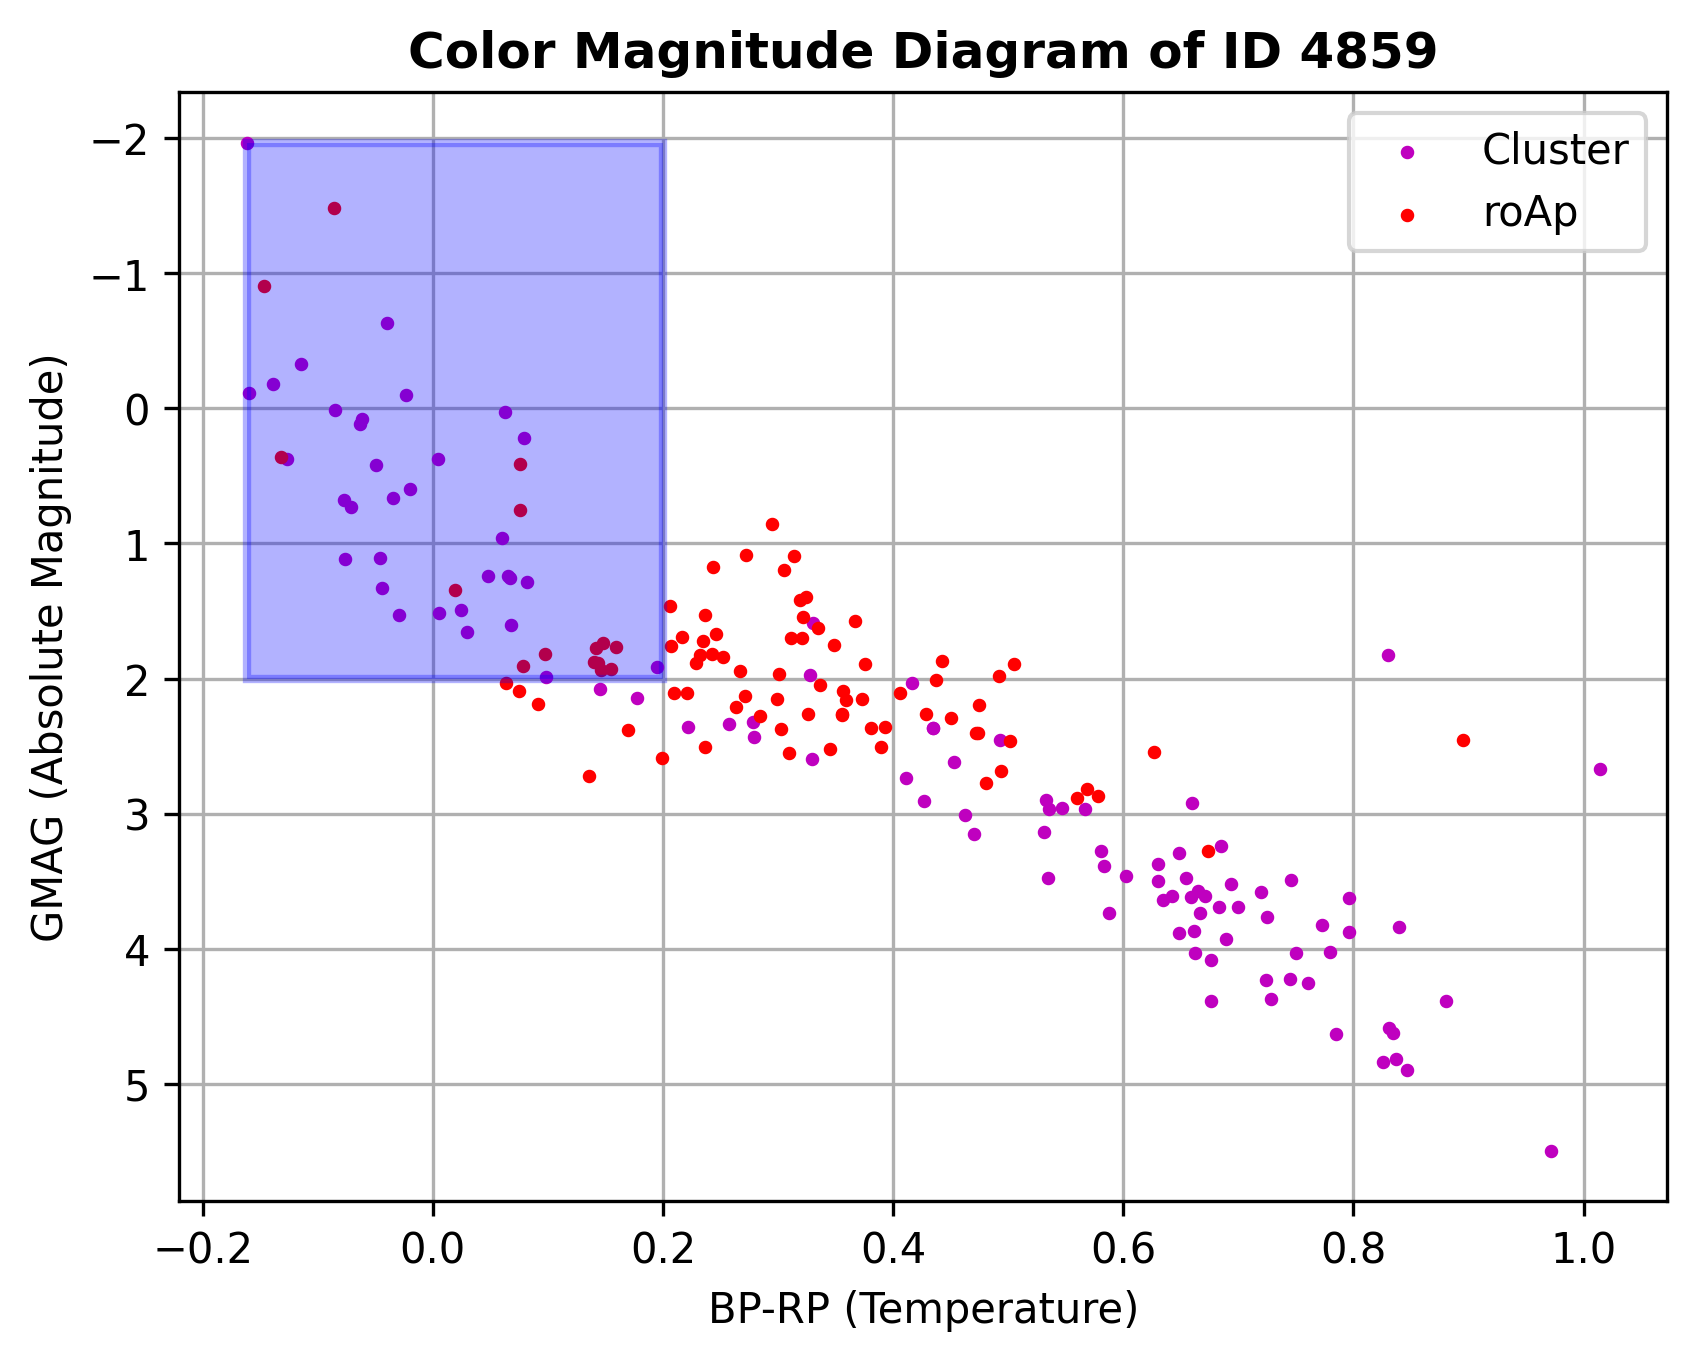 Color Magnitude Diagram of ID 4859
Cluster
roAp
GMAG (Absolute Magnitude)
−2
−1
0
1
2
3
4
5
−0.2 0.0 0.2 0.4 0.6 0.8 1.0
BP-RP (Temperature)